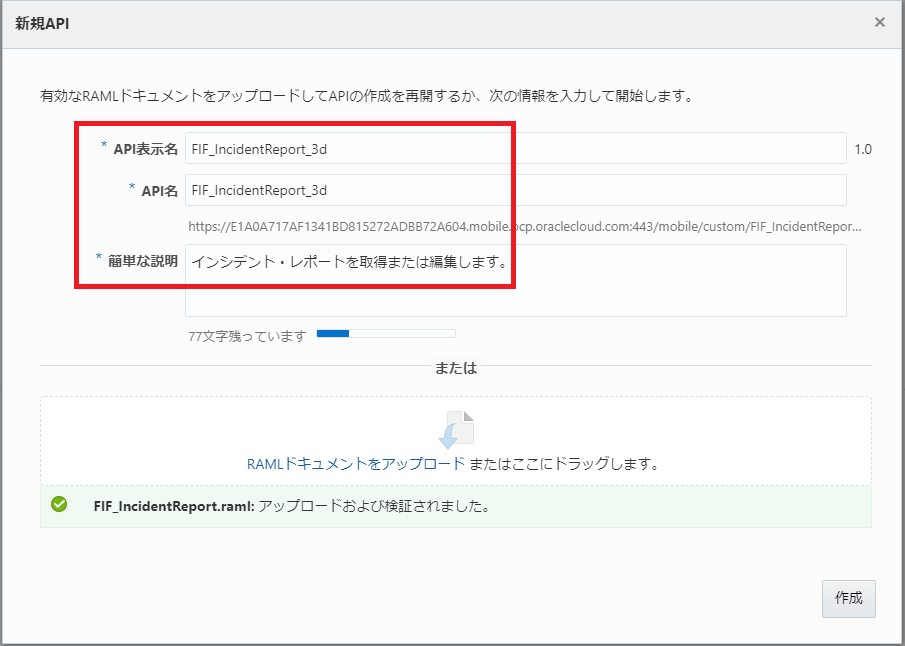 新規API
有効なRAMLドキュメントをアップロードしてAPIの作成を再開するか、次の情報を入力して開始します。
* API表示名 FIF_IncidentReport_3d 1.0
* API名 FIF_IncidentReport_3d
https://E1A0A717AF1341BD815272ADBB72A604.mobile.ocp.oraclecloud.com:443/mobile/custom/FIF_IncidentRepor...
* 簡単な説明 インシデント・レポートを取得または編集します。
77文字残っています
または
RAMLドキュメントをアップロード またはここにドラッグします。
FIF_IncidentReport.raml: アップロードおよび検証されました。
作成